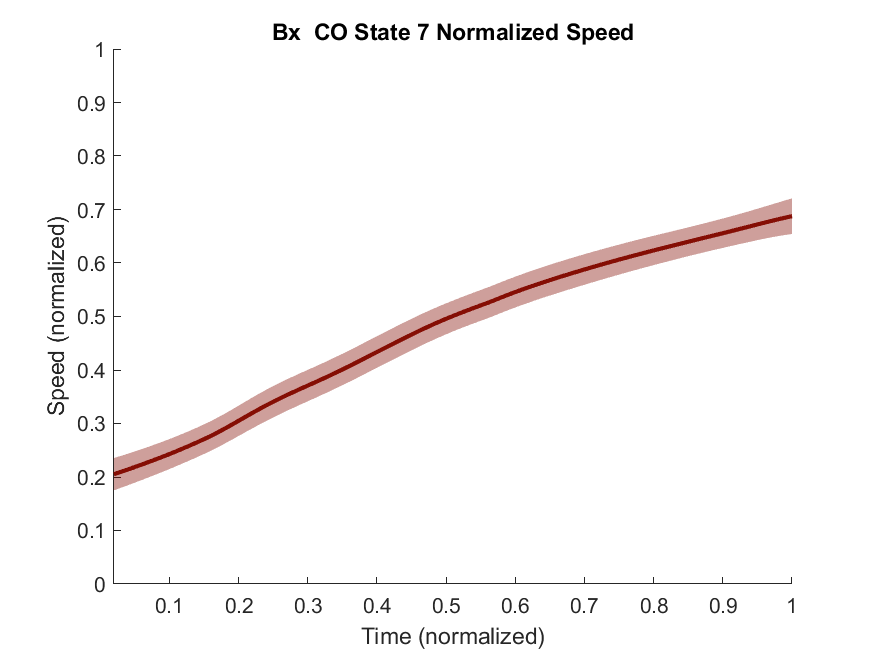 Bx  CO State 7 Normalized Speed
1
0.9
0.8
0.7
0.6
0.5
0.4
0.3
0.2
0.1
0
Speed (normalized)
0.1 0.2 0.3 0.4 0.5 0.6 0.7 0.8 0.9 1
Time (normalized)